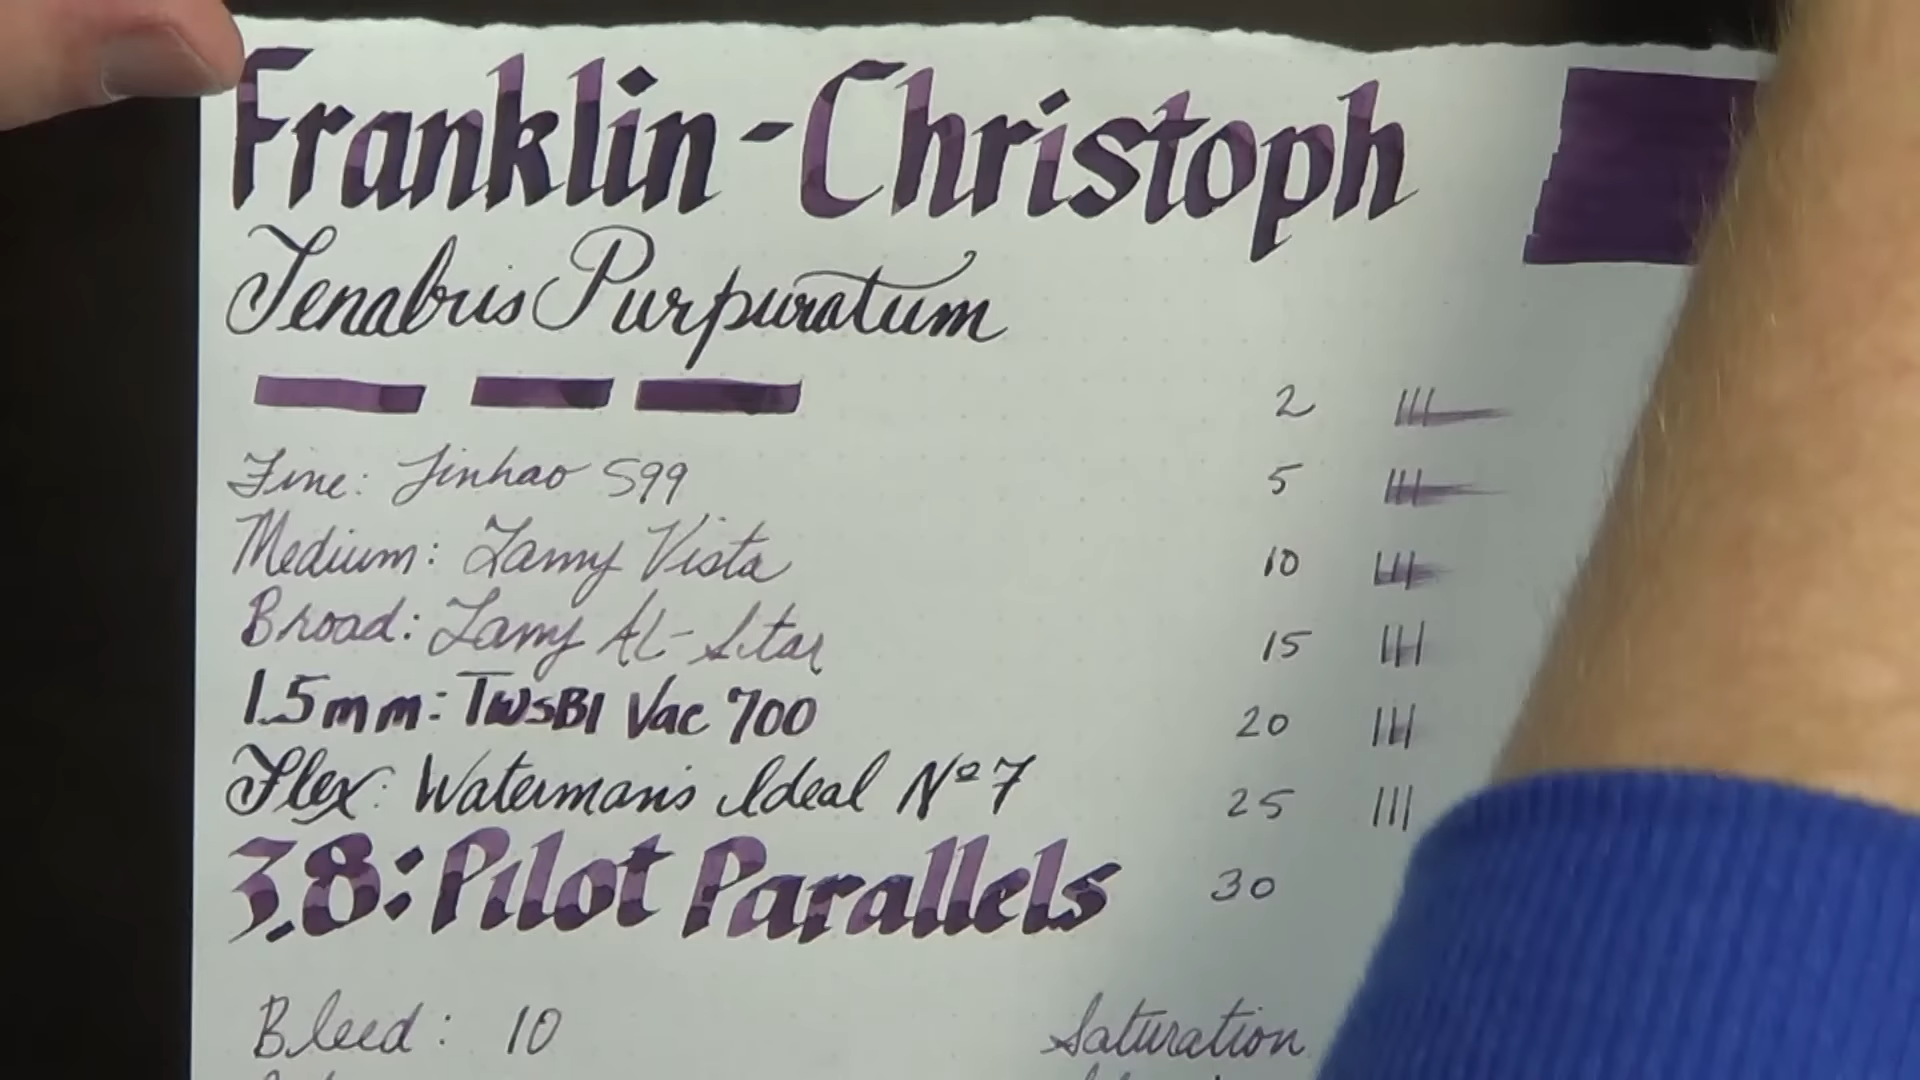 Franklin-Christoph
Tenabris Purpuratum
2
Fine: Jinhao 599
5
Medium: Lamy Vista
10
Broad: Lamy AL-Star
15
1.5mm: TWSBI Vac 700
20
Flex: Waterman's Ideal Nº 7
25
3.8: Pilot Parallels
30
Bleed: 10
Saturation